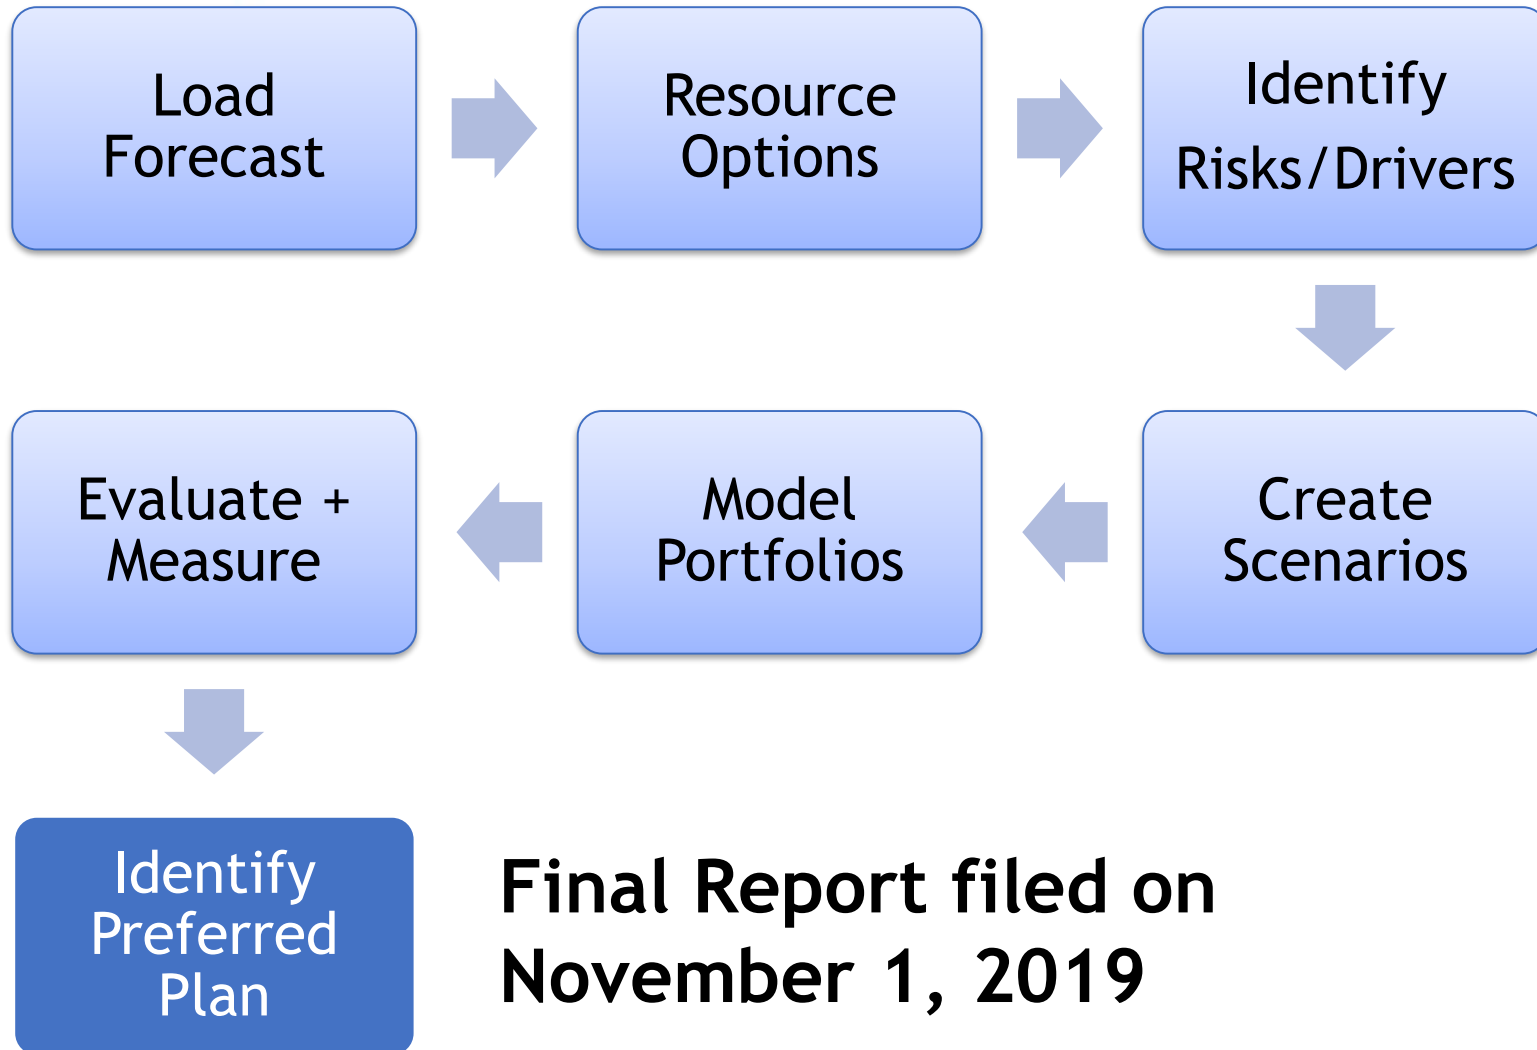 Load
Forecast
Resource
Options
Identify
Risks/Drivers
Create
Scenarios
Model
Portfolios
Evaluate +
Measure
Identify
Preferred
Plan
Final Report filed on
November 1, 2019